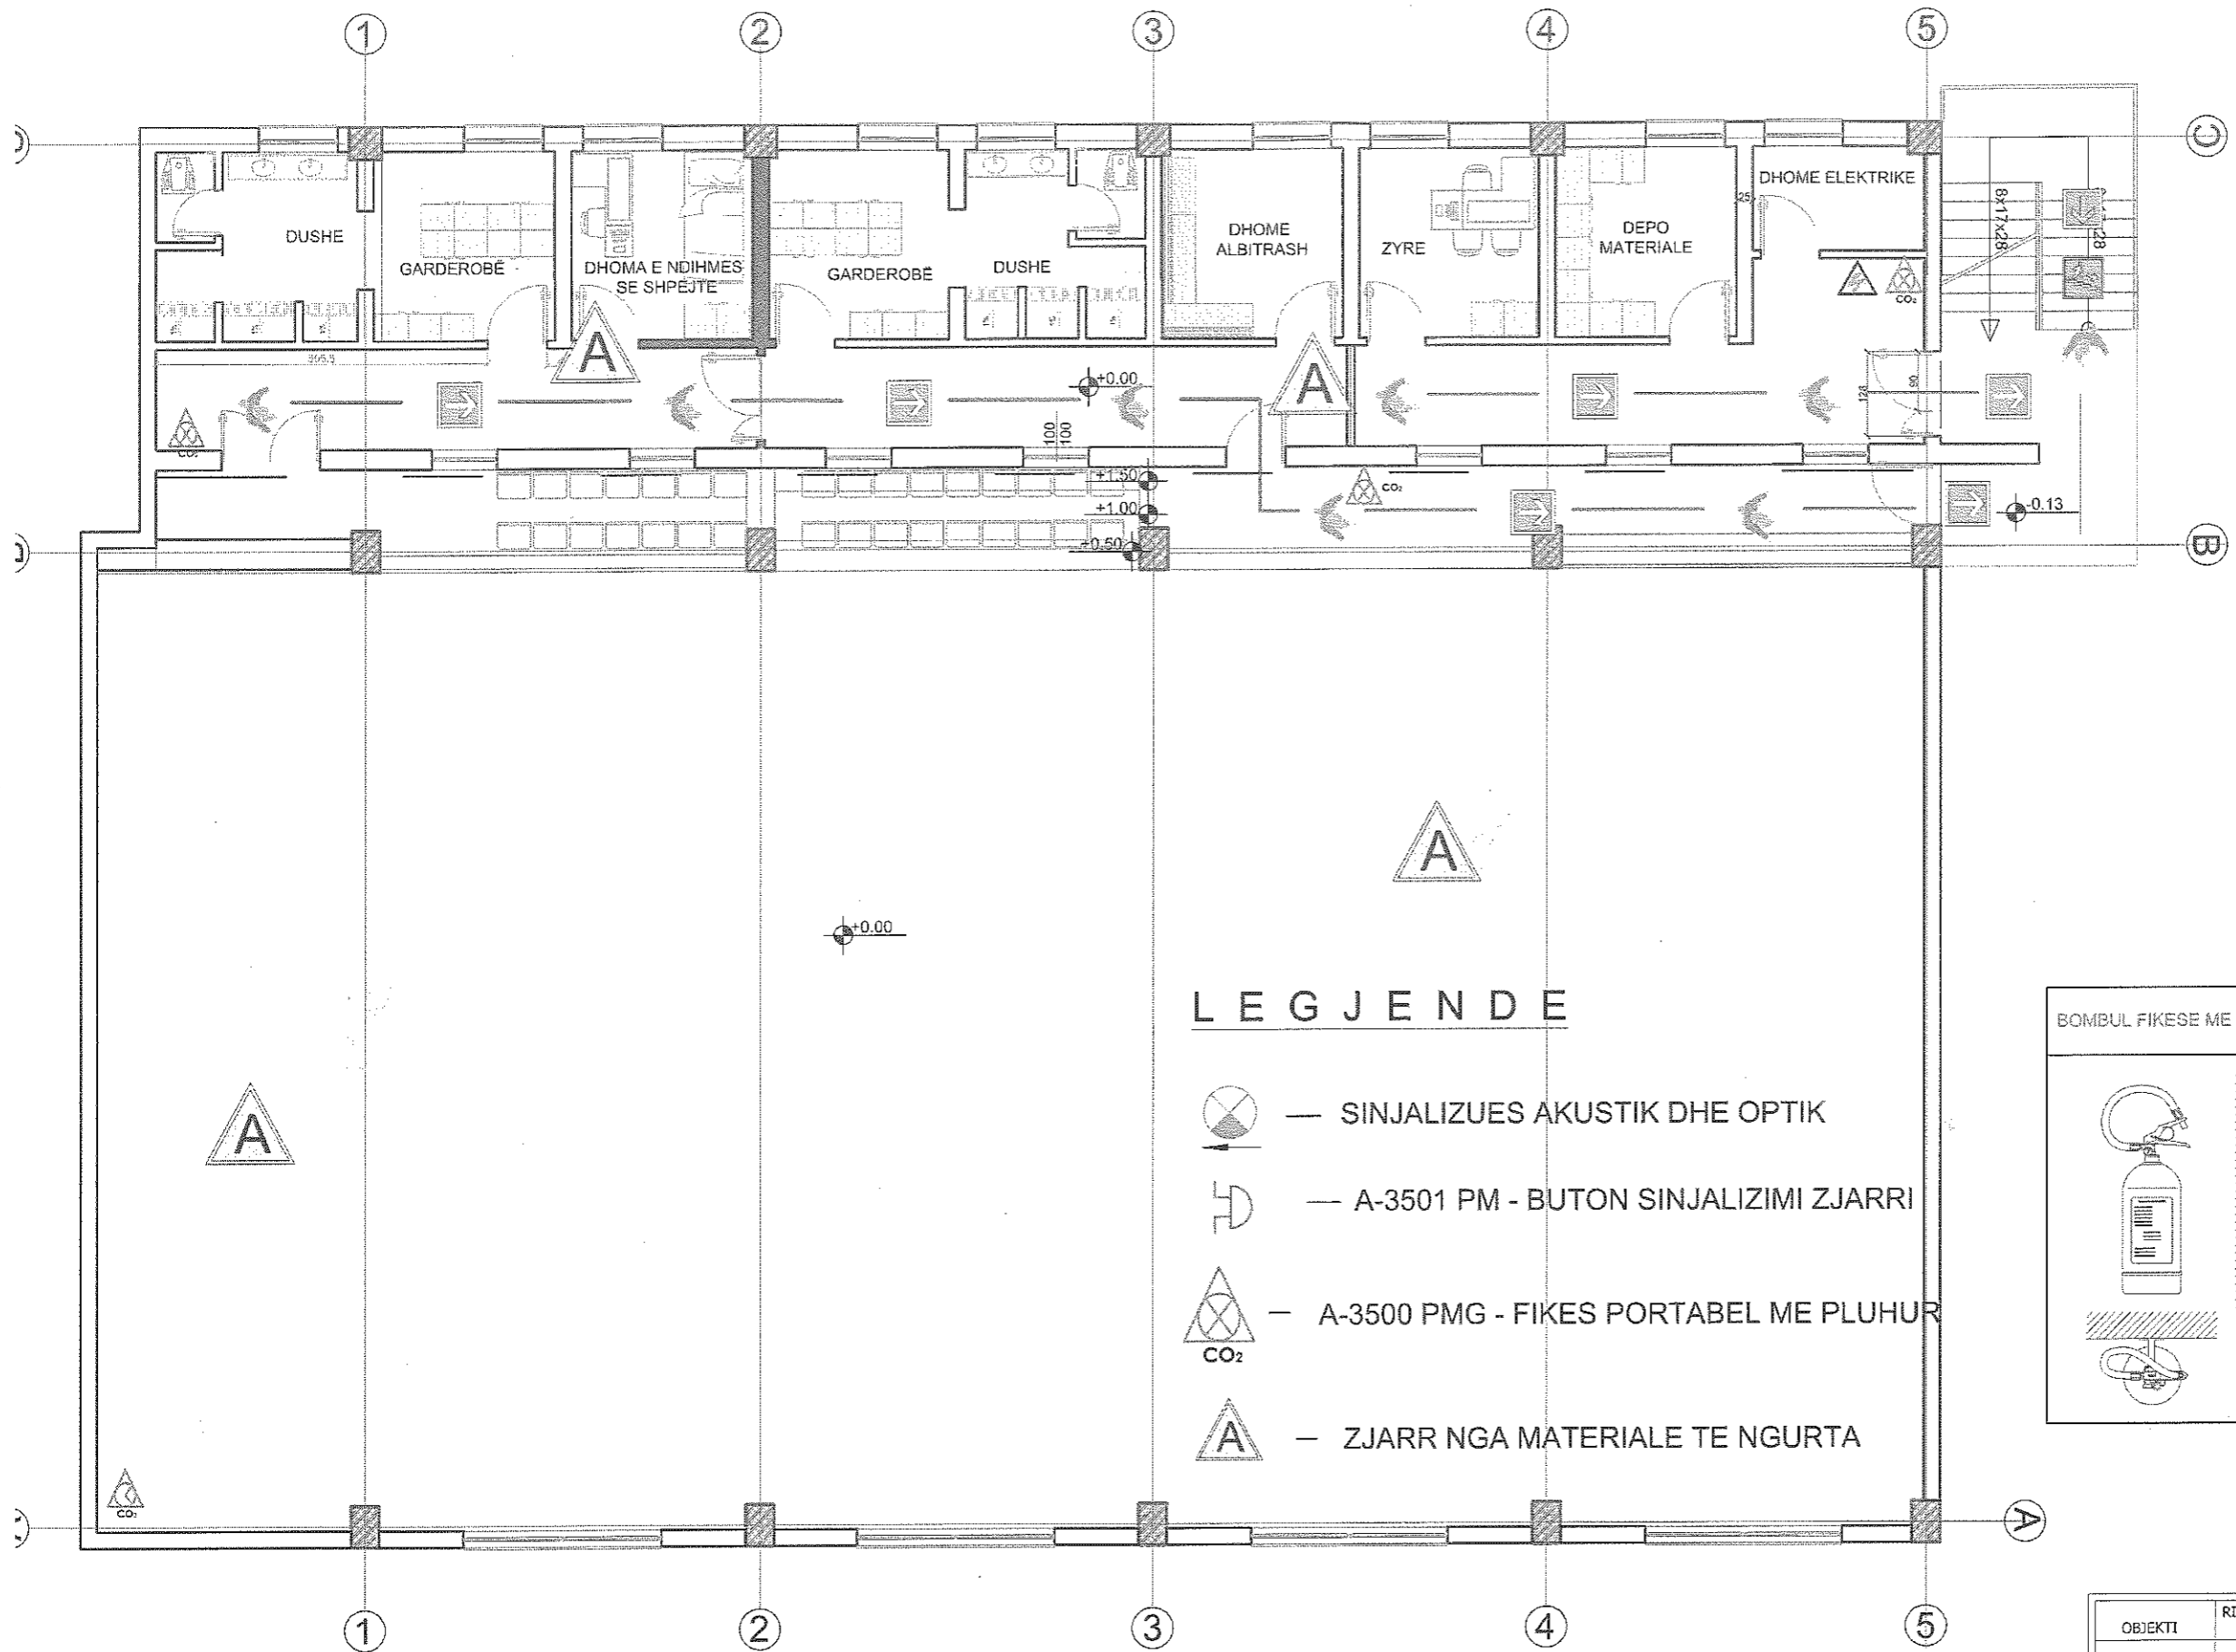 1 2 3 4 5
C
DHOME ELEKTRIKE
25
8x17x28
28
DUSHE
GARDEROBË
DHOMA E NDIHMES
SE SHPEJTE
GARDEROBË
DUSHE
DHOME
ALBITRASH
ZYRE
DEPO
MATERIALE
CO₂
A
+0.00
A
90
CO₂
100
100
+1.50
+1.00
+0.50
CO₂
-0.13
B
A
+0.00
A
LEGJENDE
— SINJALIZUES AKUSTIK DHE OPTIK
— A-3501 PM - BUTON SINJALIZIMI ZJARRI
CO₂
— A-3500 PMG - FIKES PORTABEL ME PLUHUR
A
— ZJARR NGA MATERIALE TE NGURTA
BOMBUL FIKESE ME
CO₂
A
1 2 3 4 5
OBJEKTI